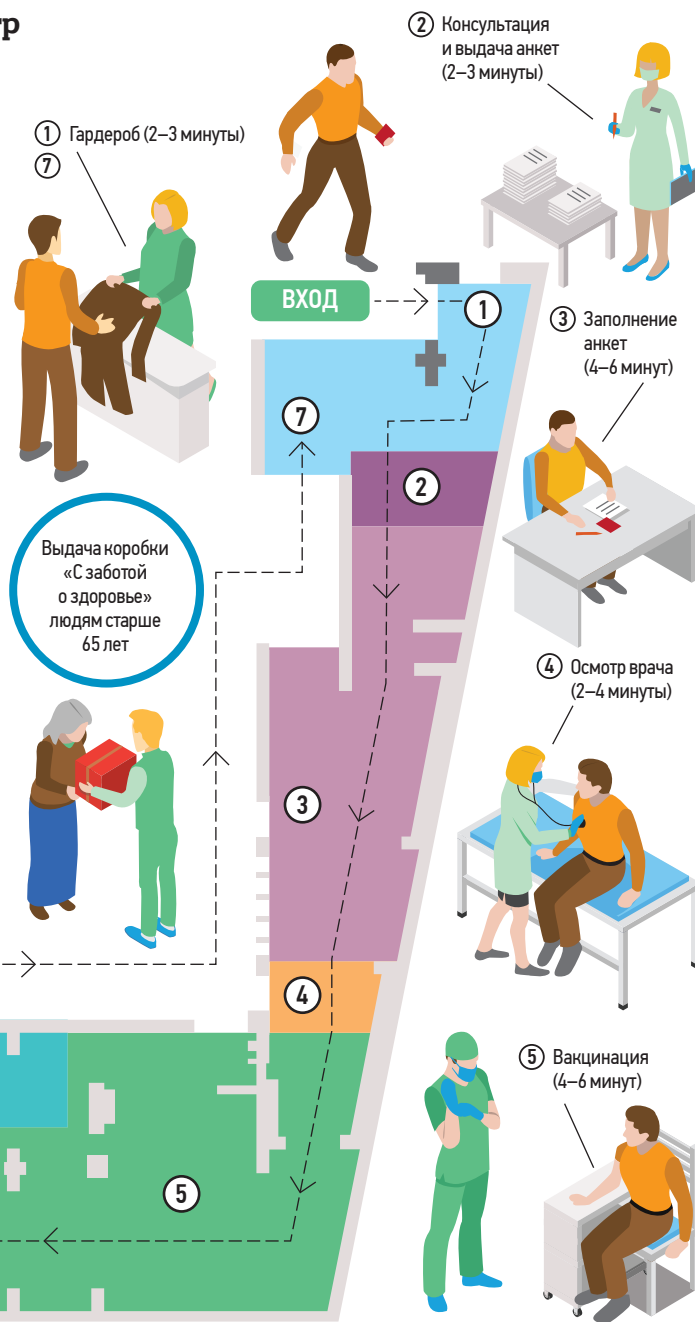 тр
② Консультация
и выдача анкет
(2–3 минуты)
① Гардероб (2–3 минуты)
⑦
ВХОД
1
③ Заполнение
анкет
(4–6 минут)
7
2
Выдача коробки
«С заботой
о здоровье»
людям старше
65 лет
④ Осмотр врача
(2–4 минуты)
3
4
⑤ Вакцинация
(4–6 минут)
5